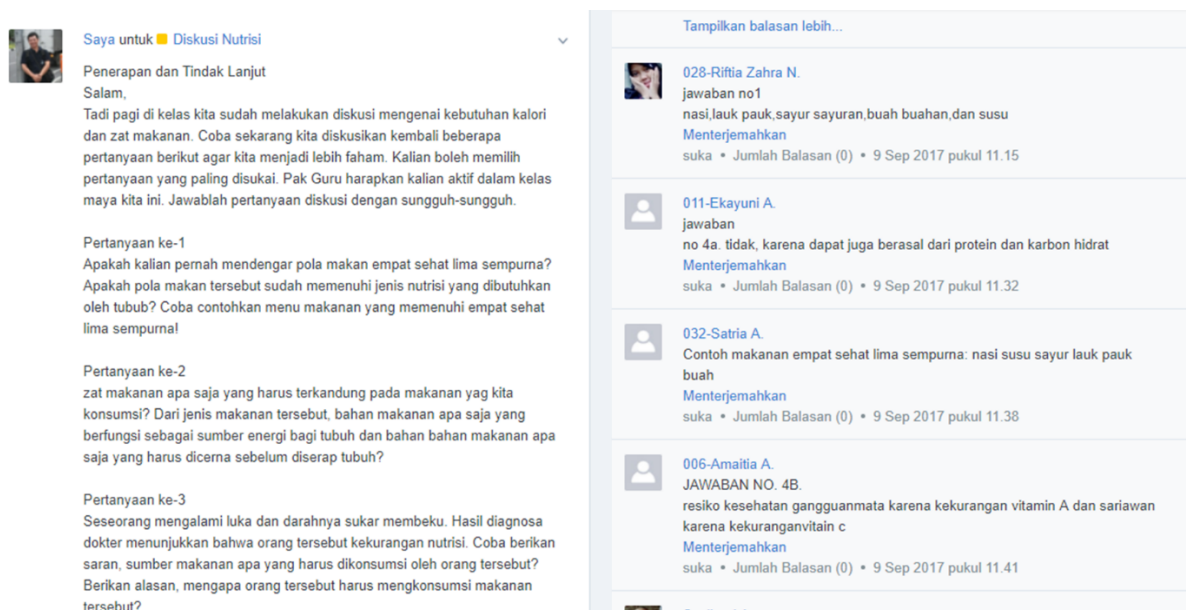 Saya untuk Diskusi Nutrisi
Penerapan dan Tindak Lanjut
Salam,
Tadi pagi di kelas kita sudah melakukan diskusi mengenai kebutuhan kalori
dan zat makanan. Coba sekarang kita diskusikan kembali beberapa
pertanyaan berikut agar kita menjadi lebih faham. Kalian boleh memilih
pertanyaan yang paling disukai. Pak Guru harapkan kalian aktif dalam kelas
maya kita ini. Jawablah pertanyaan diskusi dengan sungguh-sungguh.
Pertanyaan ke-1
Apakah kalian pernah mendengar pola makan empat sehat lima sempurna?
Apakah pola makan tersebut sudah memenuhi jenis nutrisi yang dibutuhkan
oleh tubub? Coba contohkan menu makanan yang memenuhi empat sehat
lima sempurna!
Pertanyaan ke-2
zat makanan apa saja yang harus terkandung pada makanan yag kita
konsumsi? Dari jenis makanan tersebut, bahan makanan apa saja yang
berfungsi sebagai sumber energi bagi tubuh dan bahan bahan makanan apa
saja yang harus dicerna sebelum diserap tubuh?
Pertanyaan ke-3
Seseorang mengalami luka dan darahnya sukar membeku. Hasil diagnosa
dokter menunjukkan bahwa orang tersebut kekurangan nutrisi. Coba berikan
saran, sumber makanan apa yang harus dikonsumsi oleh orang tersebut?
Berikan alasan, mengapa orang tersebut harus mengkonsumsi makanan
tersebut?
Tampilkan balasan lebih...
028-Riftia Zahra N.
jawaban no1
nasi,lauk pauk,sayur sayuran,buah buahan,dan susu
Menterjemahkan
suka • Jumlah Balasan (0) • 9 Sep 2017 pukul 11.15
011-Ekayuni A.
jawaban
no 4a. tidak, karena dapat juga berasal dari protein dan karbon hidrat
Menterjemahkan
suka • Jumlah Balasan (0) • 9 Sep 2017 pukul 11.32
032-Satria A.
Contoh makanan empat sehat lima sempurna: nasi susu sayur lauk pauk
buah
Menterjemahkan
suka • Jumlah Balasan (0) • 9 Sep 2017 pukul 11.38
006-Amaitia A.
JAWABAN NO. 4B.
resiko kesehatan gangguanmata karena kekurangan vitamin A dan sariawan
karena kekuranganvitain c
Menterjemahkan
suka • Jumlah Balasan (0) • 9 Sep 2017 pukul 11.41